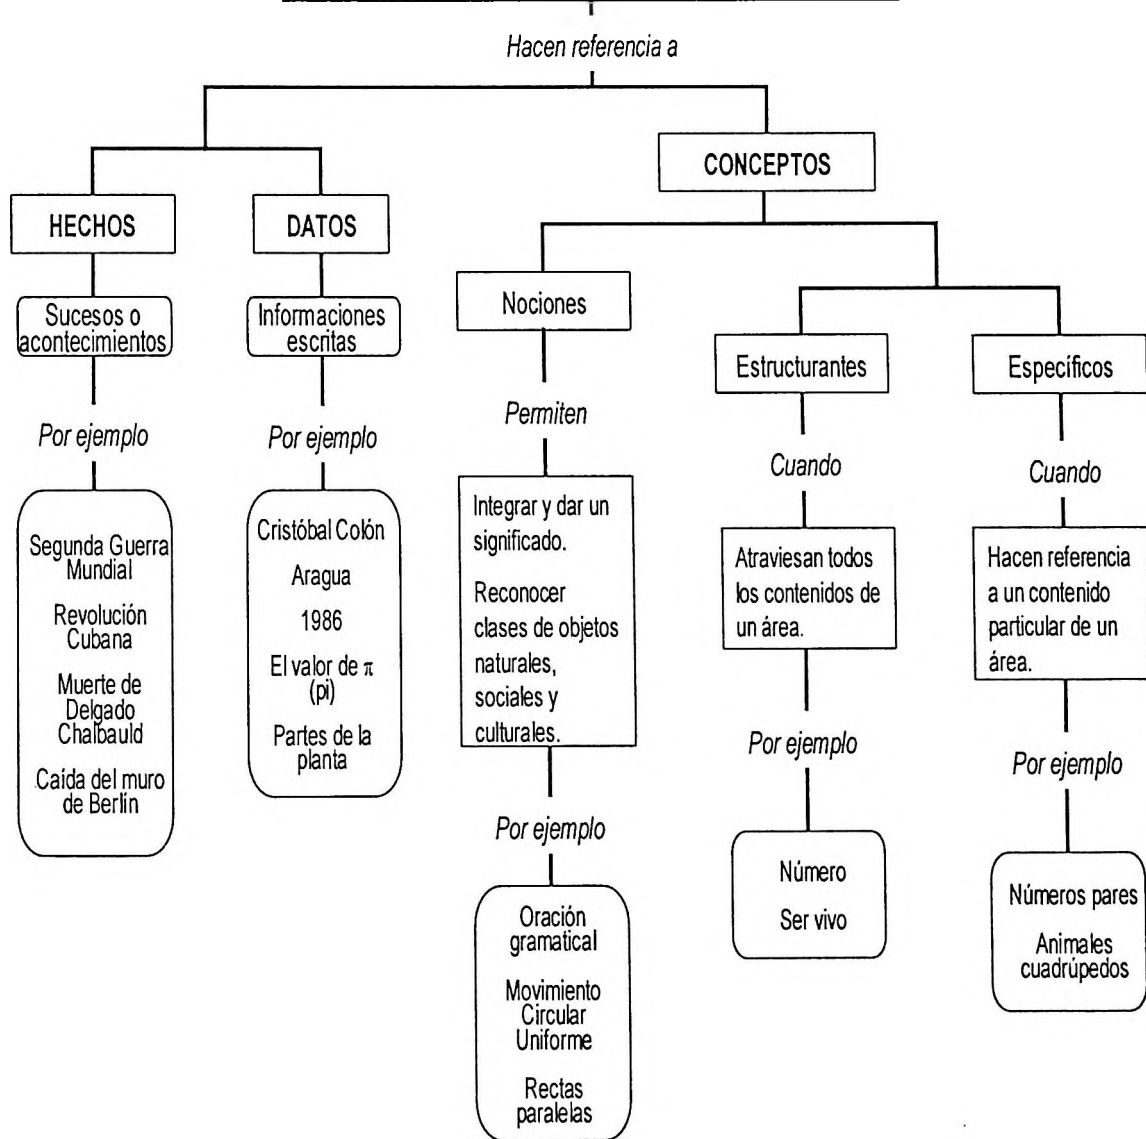 Hacen referencia a
HECHOS
Sucesos o
acontecimientos
Por ejemplo
Segunda Guerra
Mundial
Revolución
Cubana
Muerte de
Delgado
Chalbauld
Caída del muro
de Berlín
DATOS
Informaciones
escritas
Por ejemplo
Cristóbal Colón
Aragua
1986
El valor de π
(pi)
Partes de la
planta
CONCEPTOS
Nociones
Permiten
Integrar y dar un
significado.
Reconocer
clases de objetos
naturales,
sociales y
culturales.
Por ejemplo
Oración
gramatical
Movimiento
Circular
Uniforme
Rectas
paralelas
Estructurantes
Cuando
Atraviesan todos
los contenidos de
un área.
Por ejemplo
Número
Ser vivo
Específicos
Cuando
Hacen referencia
a un contenido
particular de un
área.
Por ejemplo
Números pares
Animales
cuadrúpedos